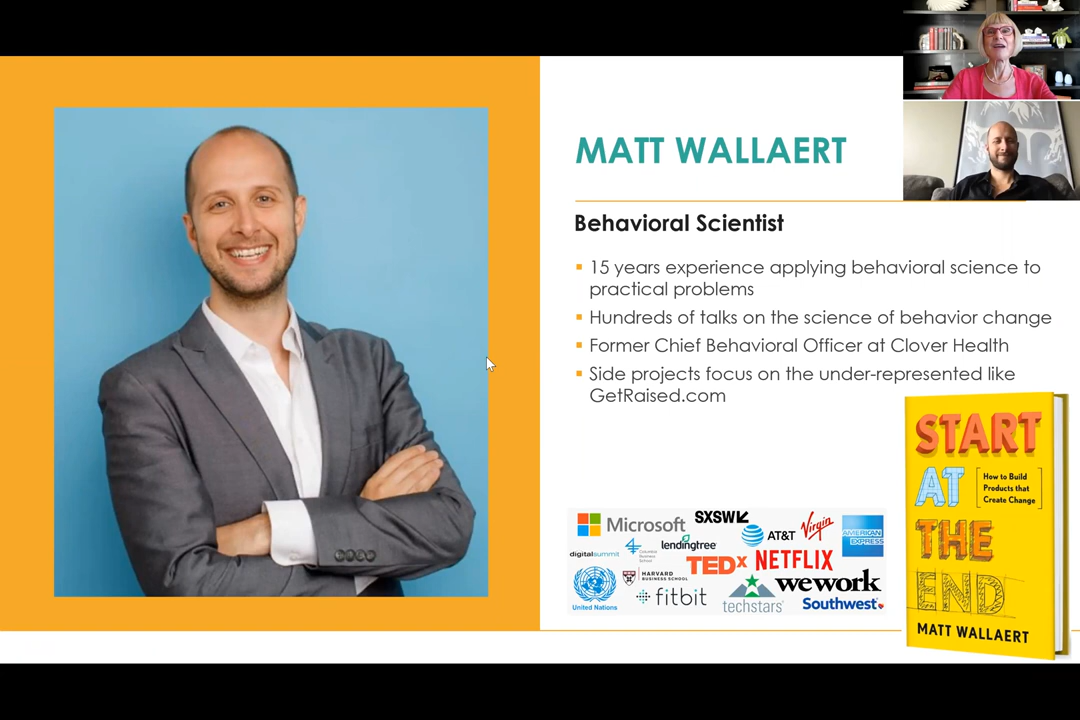 MATT WALLAERT
Behavioral Scientist
15 years experience applying behavioral science to
practical problems
Hundreds of talks on the science of behavior change
Former Chief Behavioral Officer at Clover Health
Side projects focus on the under-represented like
GetRaised.com
START
AT
[How to Build
Products that
Create Change]
THE
END
MATT WALLAERT
Microsoft
SXSW
AT&T
Virgin
AMERICAN
EXPRESS
digitalsummit
Columbia
Business
School
lendingtree
TEDx
NETFLIX
United Nations
HARVARD
BUSINESS SCHOOL
fitbit
techstars
wework
Southwest